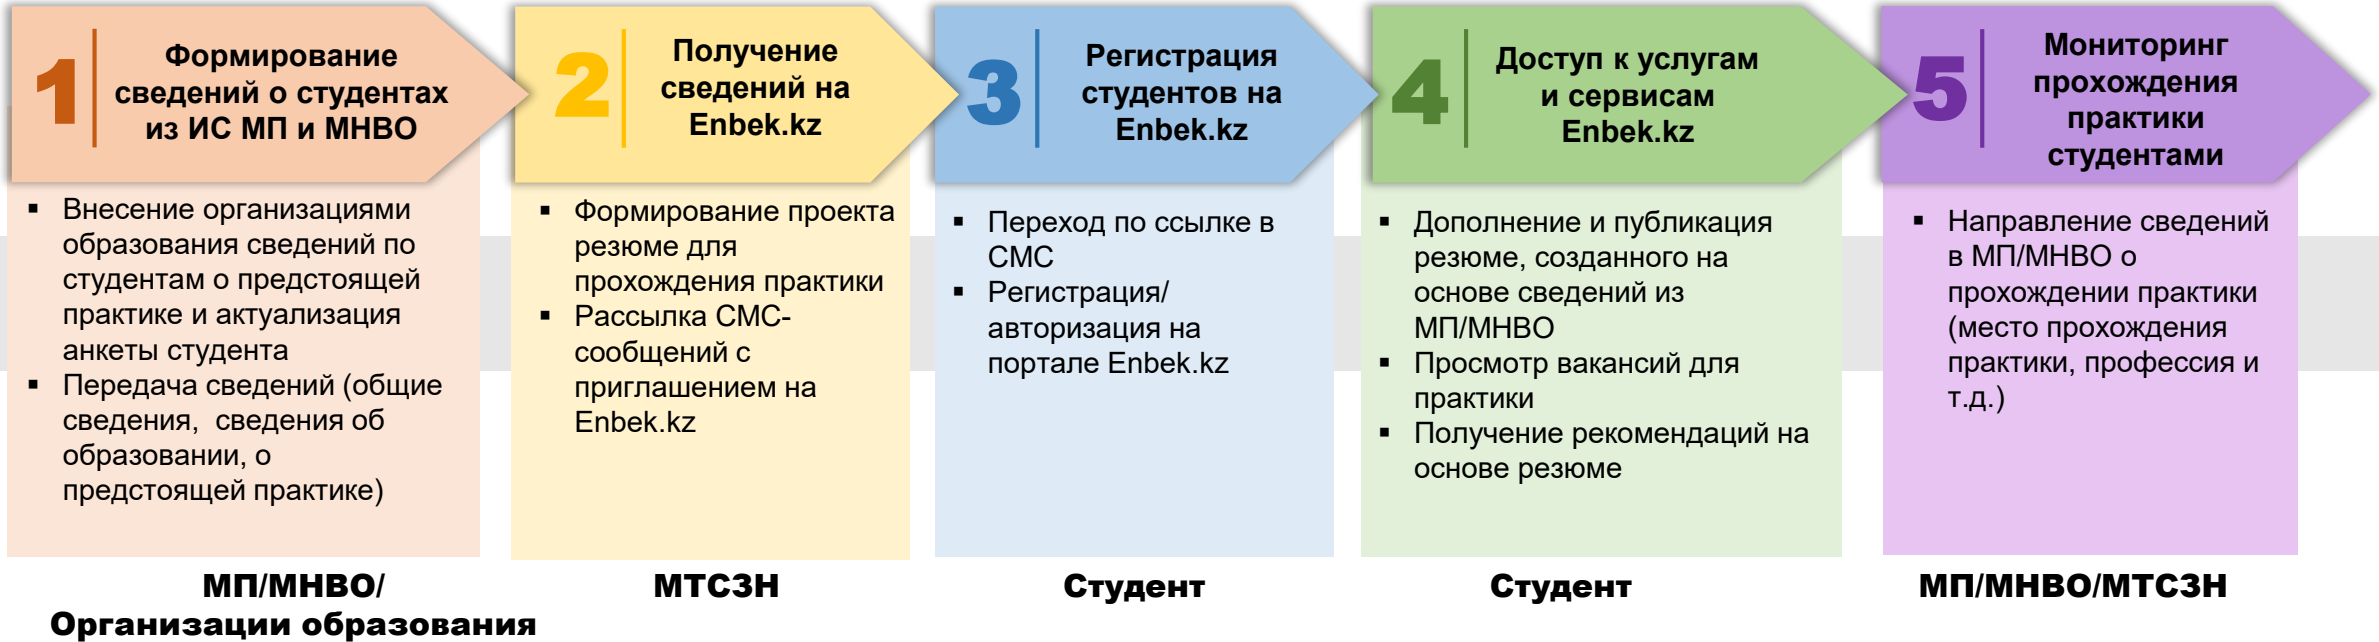 1
Формирование
сведений о студентах
из ИС МП и МНВО
▪ Внесение организациями
образования сведений по
студентам о предстоящей
практике и актуализация
анкеты студента
▪ Передача сведений (общие
сведения,  сведения об
образовании, о
предстоящей практике)
МП/МНВО/
Организации образования
2
Получение
сведений на
Enbek.kz
▪ Формирование проекта
резюме для
прохождения практики
▪ Рассылка СМС-
сообщений с
приглашением на
Enbek.kz
МТСЗН
3
Регистрация
студентов на
Enbek.kz
▪ Переход по ссылке в
СМС
▪ Регистрация/
авторизация на
портале Enbek.kz
Студент
4
Доступ к услугам
и сервисам
Enbek.kz
▪ Дополнение и публикация
резюме, созданного на
основе сведений из
МП/МНВО
▪ Просмотр вакансий для
практики
▪ Получение рекомендаций на
основе резюме
Студент
5
Мониторинг
прохождения
практики
студентами
▪ Направление сведений
в МП/МНВО о
прохождении практики
(место прохождения
практики, профессия и
т.д.)
МП/МНВО/МТСЗН